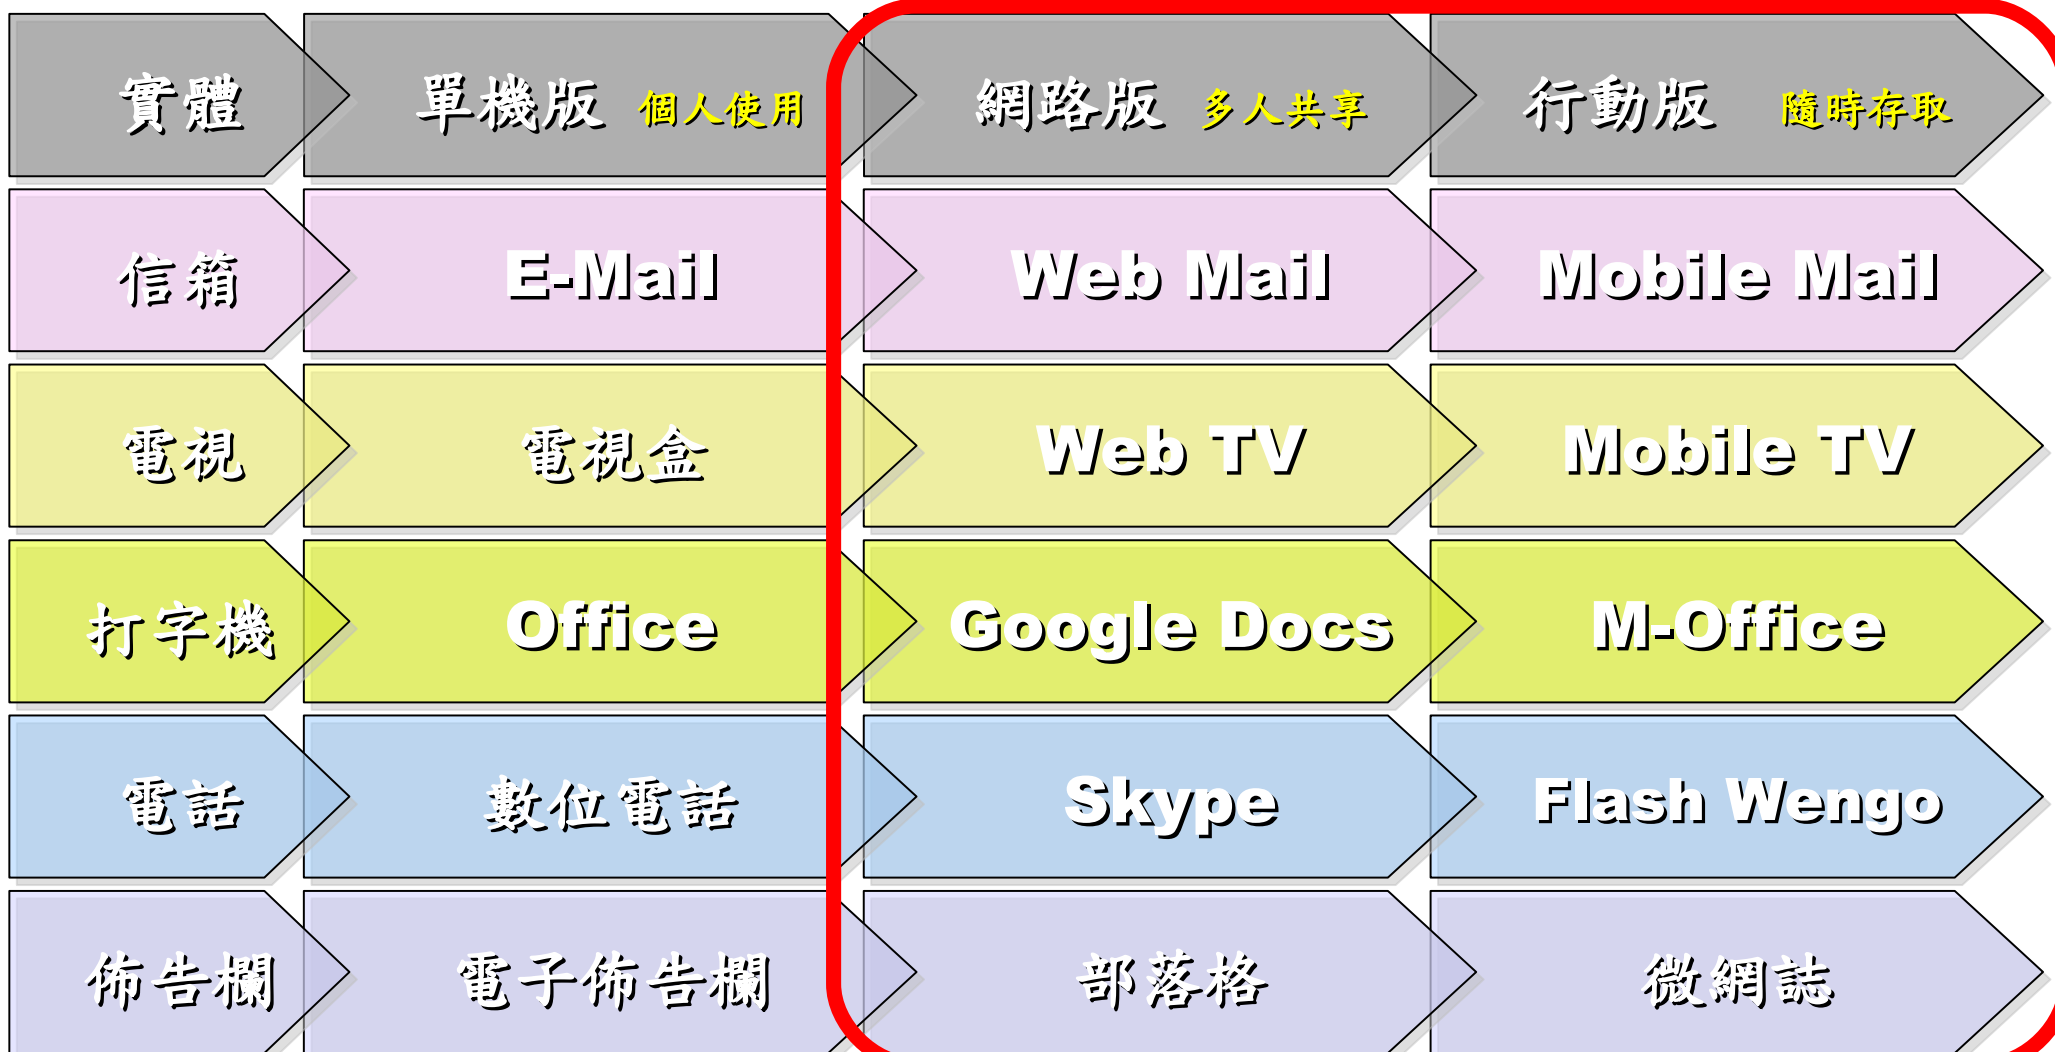 實體 單機版 個人使用 網路版 多人共享 行動版 隨時存取
信箱 E-Mail Web Mail Mobile Mail
電視 電視盒 Web TV Mobile TV
打字機 Office Google Docs M-Office
電話 數位電話 Skype Flash Wengo
佈告欄 電子佈告欄 部落格 微網誌